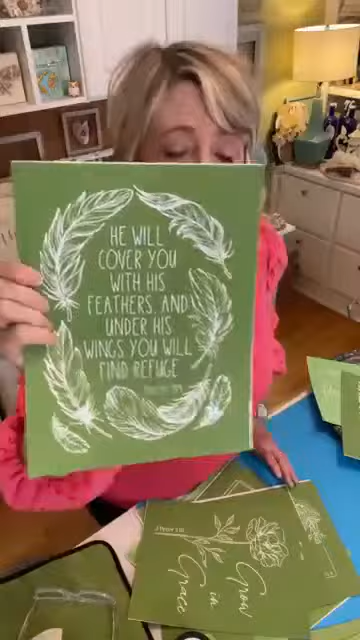 HE WILL
COVER YOU
WITH HIS
FEATHERS, AND
UNDER HIS
WINGS YOU WILL
FIND REFUGE
Grow
in
Grace